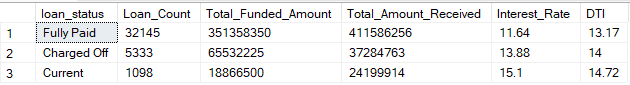 loan_status Loan_Count Total_Funded_Amount Total_Amount_Received Interest_Rate DTI
1 Fully Paid 32145 351358350 411586256 11.64 13.17
2 Charged Off 5333 65532225 37284763 13.88 14
3 Current 1098 18866500 24199914 15.1 14.72